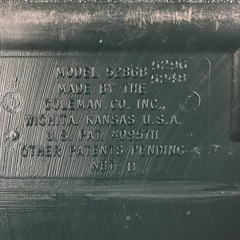 MODEL 5286B 5296
5248
MADE BY THE
COLEMAN CO. INC.,
WICHITA, KANSAS U.S.A.
U.S. PAT. 4095711
OTHER PATENTS PENDING